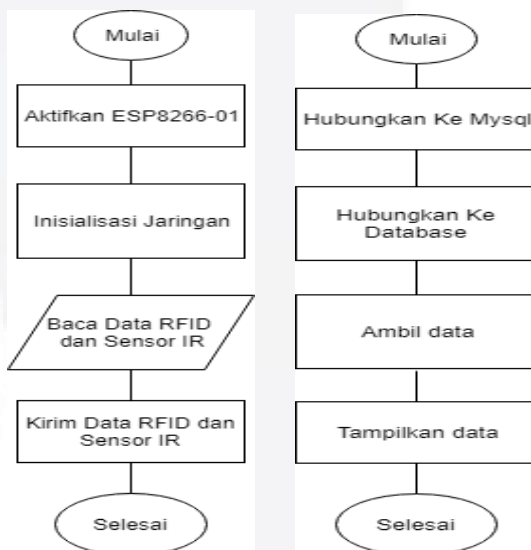 Mulai
Aktifkan ESP8266-01
Inisialisasi Jaringan
Baca Data RFID
dan Sensor IR
Kirim Data RFID dan
Sensor IR
Selesai
Mulai
Hubungkan Ke Mysql
Hubungkan Ke
Database
Ambil data
Tampilkan data
Selesai